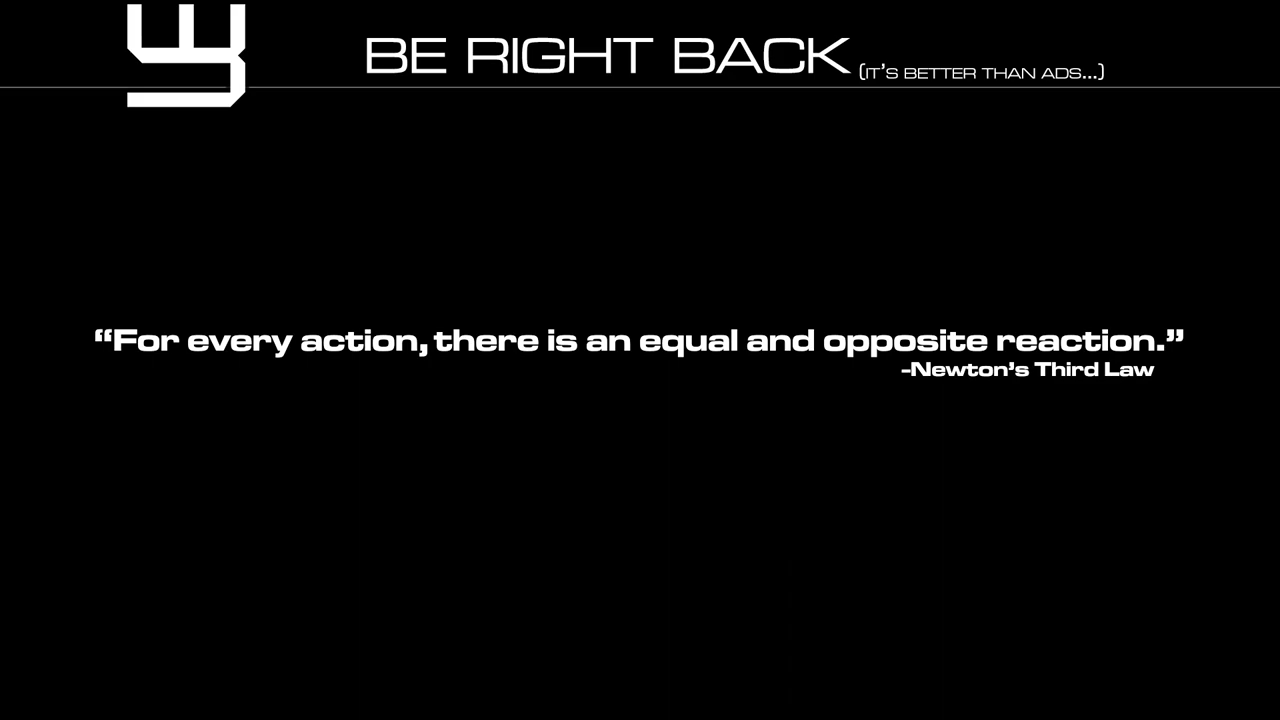 BE RIGHT BACK (IT'S BETTER THAN ADS...)
“For every action, there is an equal and opposite reaction.”
-Newton’s Third Law